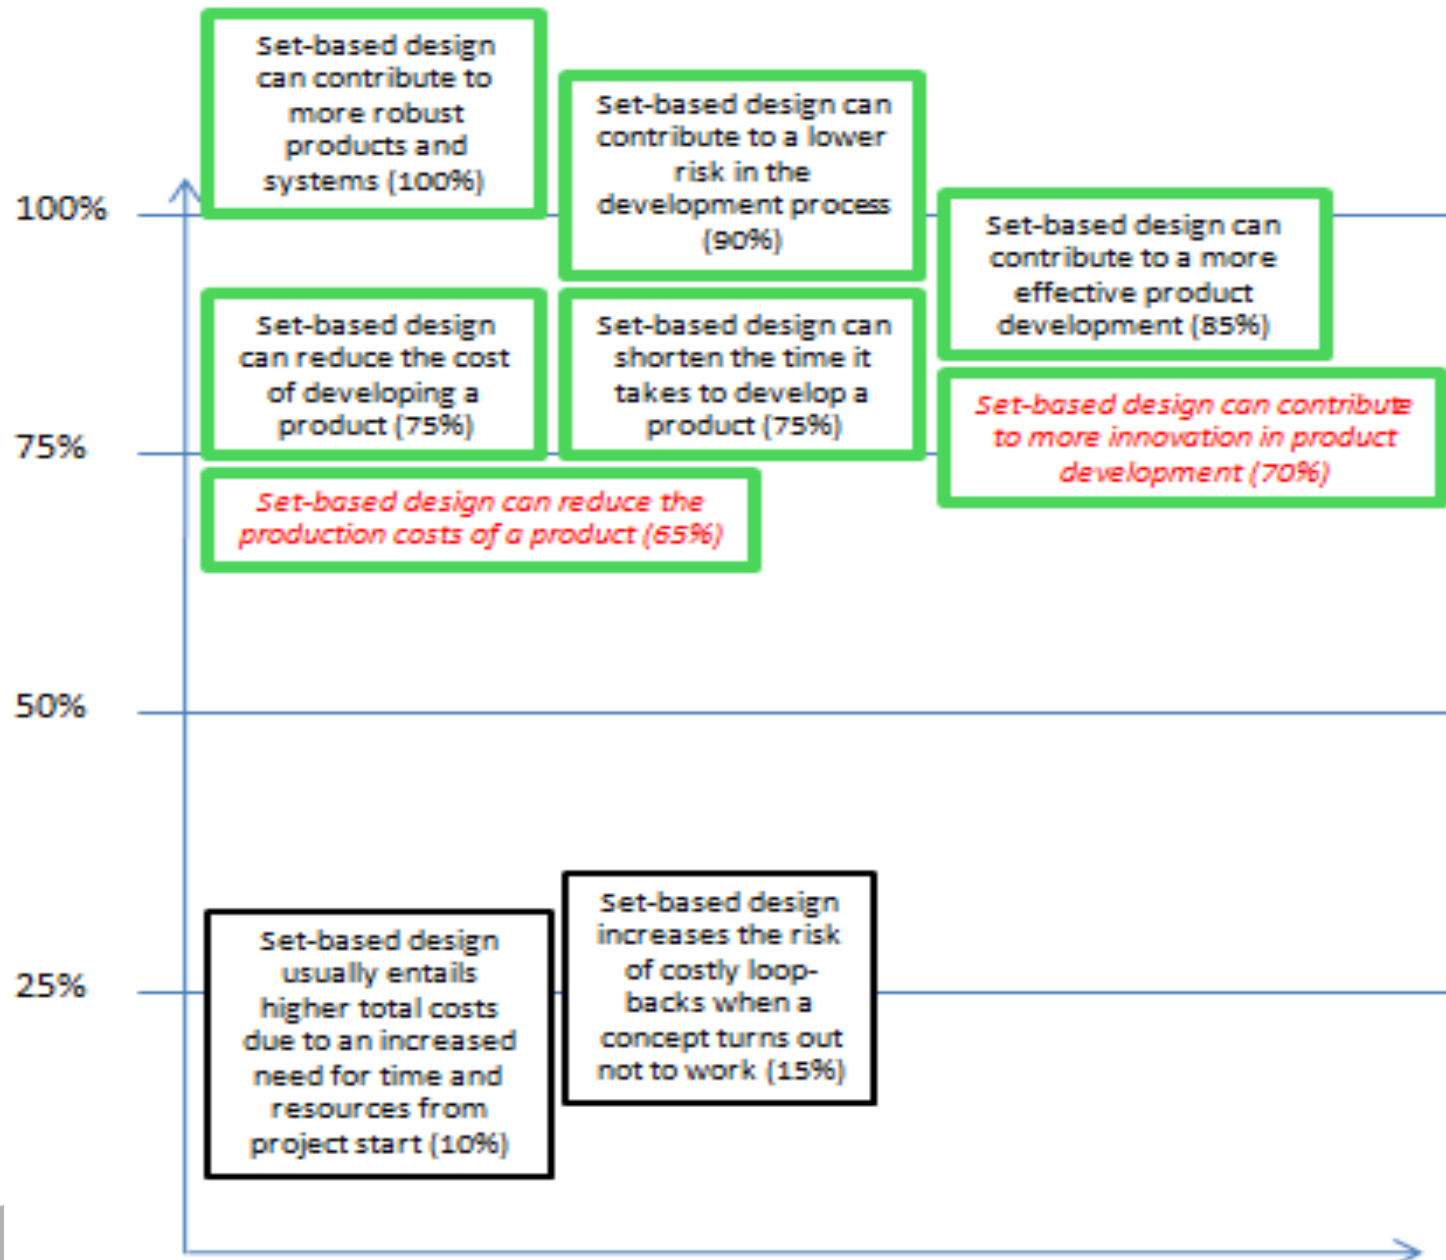 Set-based design
can contribute to
more robust
products and
systems (100%)
Set-based design can
contribute to a lower
risk in the
development process
(90%)
100%
Set-based design can
contribute to a more
effective product
development (85%)
Set-based design
can reduce the cost
of developing a
product (75%)
Set-based design can
shorten the time it
takes to develop a
product (75%)
Set-based design can contribute
to more innovation in product
development (70%)
75%
Set-based design can reduce the
production costs of a product (65%)
50%
25%
Set-based design
usually entails
higher total costs
due to an increased
need for time and
resources from
project start (10%)
Set-based design
increases the risk
of costly loop-
backs when a
concept turns out
not to work (15%)